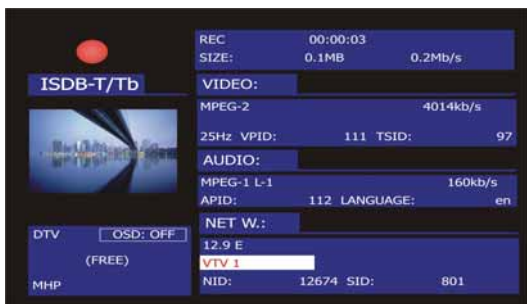 REC 00:00:03
SIZE: 0.1MB 0.2Mb/s
ISDB-T/Tb
VIDEO:
MPEG-2 4014kb/s
25Hz VPID: 111 TSID: 97
AUDIO:
MPEG-1 L-1 160kb/s
APID: 112 LANGUAGE: en
NET W.:
12.9 E
VTV 1
NID: 12674 SID: 801
DTV OSD: OFF
(FREE)
MHP